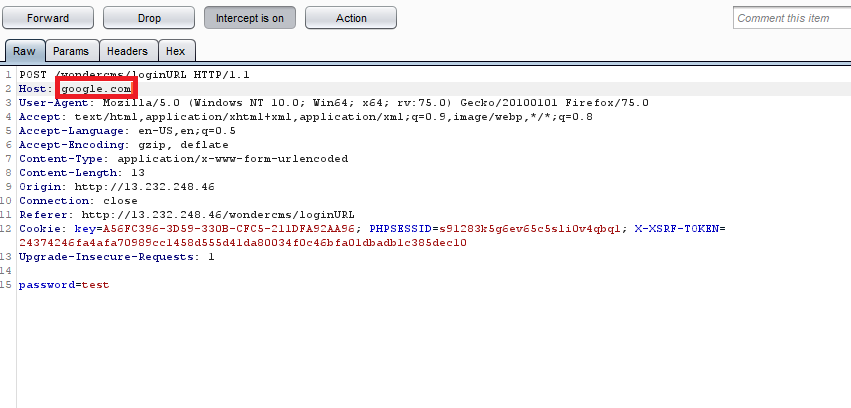 Forward Drop Intercept is on Action Comment this item
Raw Params Headers Hex
1 POST /wondercms/loginURL HTTP/1.1
2 Host: google.com
3 User-Agent: Mozilla/5.0 (Windows NT 10.0; Win64; x64; rv:75.0) Gecko/20100101 Firefox/75.0
4 Accept: text/html,application/xhtml+xml,application/xml;q=0.9,image/webp,*/*;q=0.8
5 Accept-Language: en-US,en;q=0.5
6 Accept-Encoding: gzip, deflate
7 Content-Type: application/x-www-form-urlencoded
8 Content-Length: 13
9 Origin: http://13.232.248.46
10 Connection: close
11 Referer: http://13.232.248.46/wondercms/loginURL
12 Cookie: key=A56FC396-3D59-330B-CFC5-211DFA92AA96; PHPSESSID=s91283k5g6ev65c5s1i0v4qbq1; X-XSRF-TOKEN=
24374246fa4afa70989cc1458d555d41da80034f0c46bfa01dbadb1c385dec10
13 Upgrade-Insecure-Requests: 1
14
15 password=test